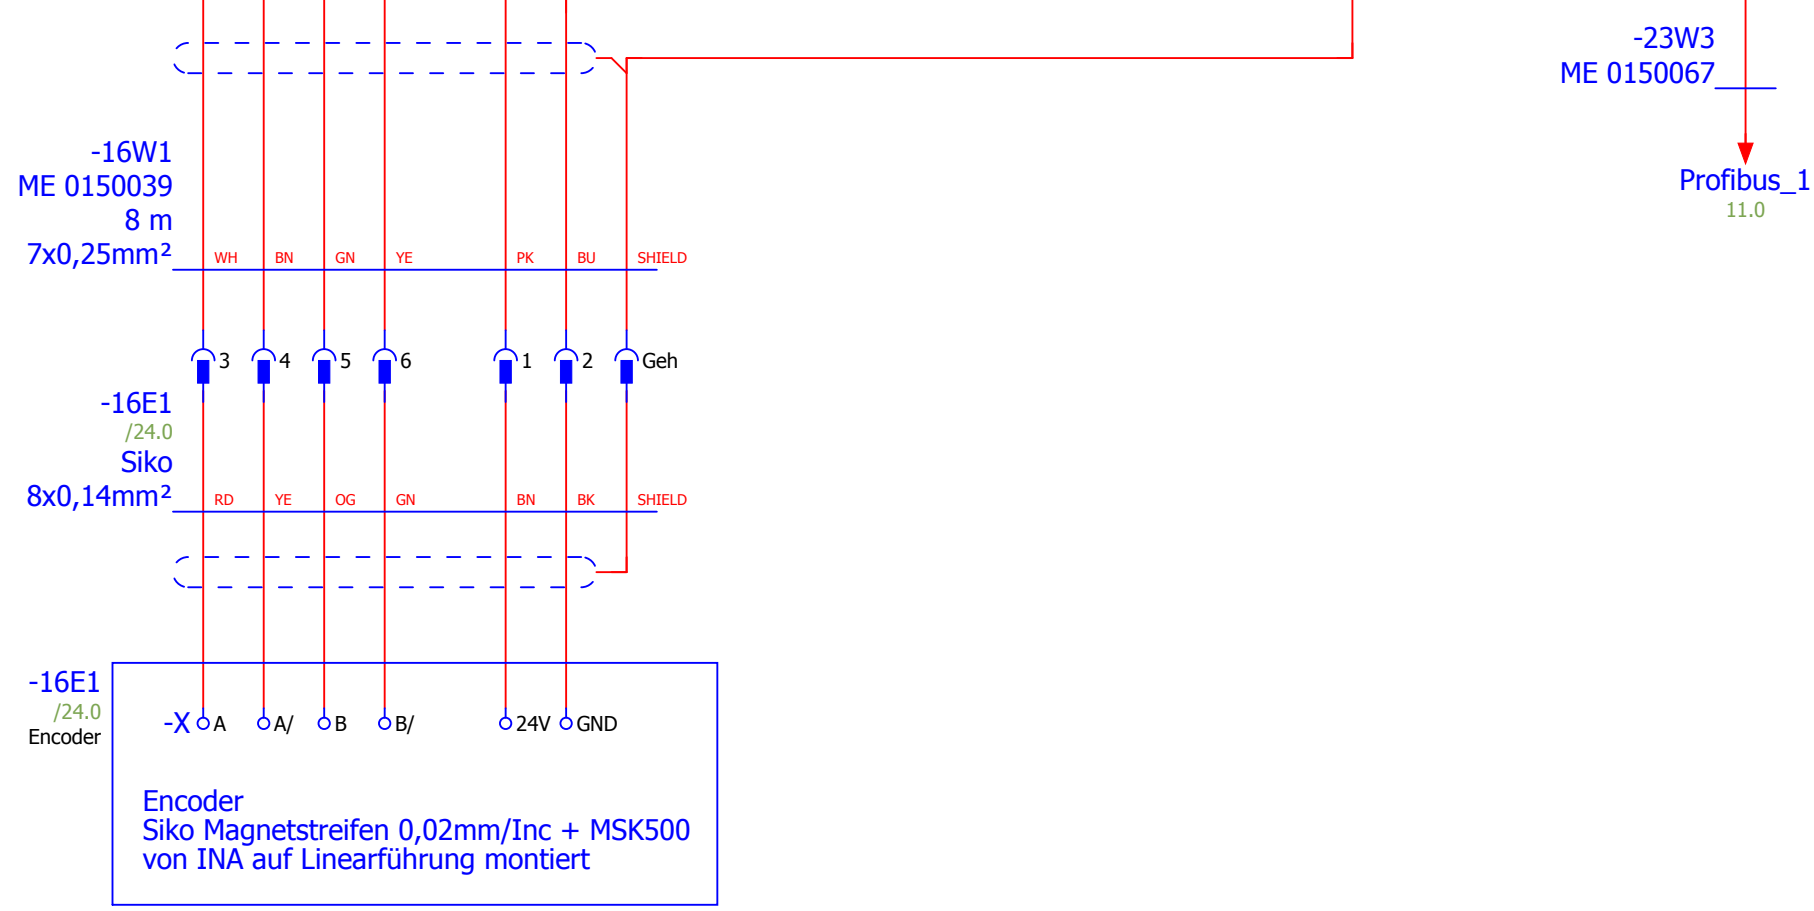 -23W3
ME 0150067
Profibus_1
11.0
-16W1
ME 0150039
8 m
7x0,25mm²
WH BN GN YE PK BU SHIELD
3 4 5 6 1 2 Geh
-16E1
/24.0
Siko
8x0,14mm²
RD YE OG GN BN BK SHIELD
-16E1
/24.0
Encoder
-X A A/ B B/ 24V GND
Encoder
Siko Magnetstreifen 0,02mm/Inc + MSK500
von INA auf Linearführung montiert